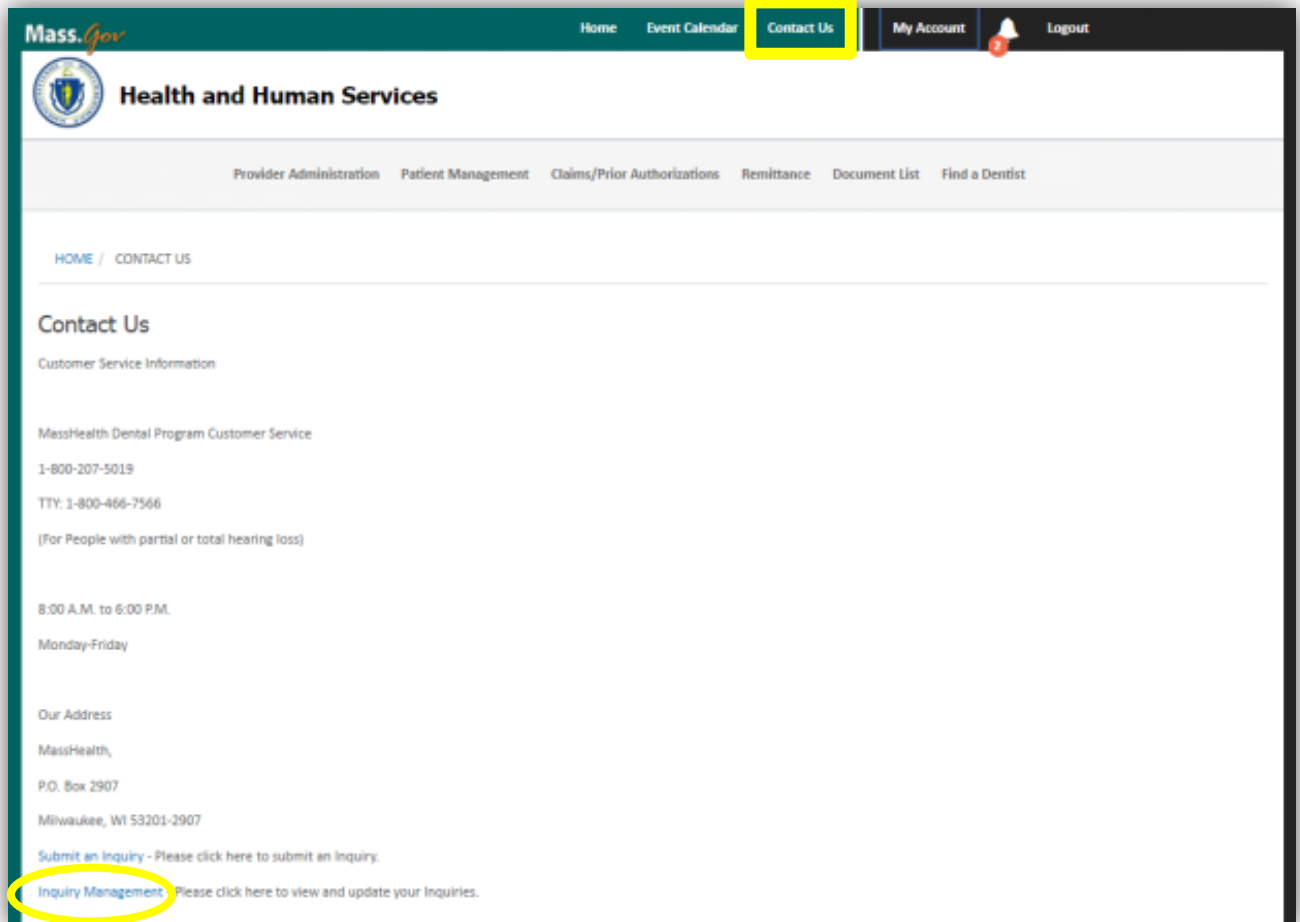 Mass.Gov
Home Event Calendar Contact Us My Account 2 Logout
Health and Human Services
Provider Administration Patient Management Claims/Prior Authorizations Remittance Document List Find a Dentist
HOME / CONTACT US
Contact Us
Customer Service Information
MassHealth Dental Program Customer Service
1-800-207-5019
TTY: 1-800-466-7566
(For People with partial or total hearing loss)
8:00 A.M. to 6:00 P.M.
Monday-Friday
Our Address
MassHealth,
P.O. Box 2907
Milwaukee, WI 53201-2907
Submit an Inquiry - Please click here to submit an Inquiry.
Inquiry Management - Please click here to view and update your Inquiries.